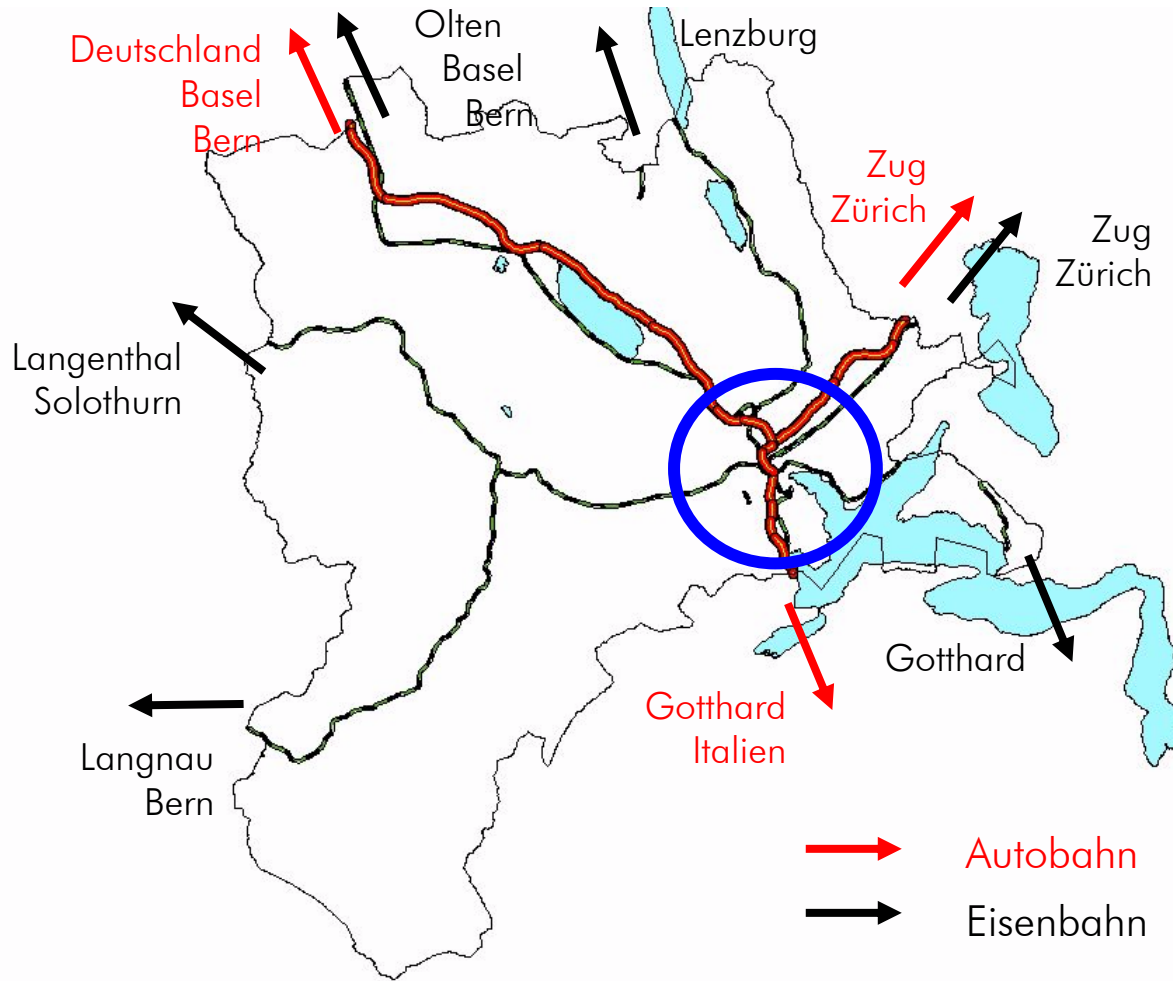 Deutschland
Basel
Bern
Olten
Basel
Bern
Lenzburg
Zug
Zürich
Zug
Zürich
Langenthal
Solothurn
Gotthard
Gotthard
Italien
Langnau
Bern
Autobahn
Eisenbahn